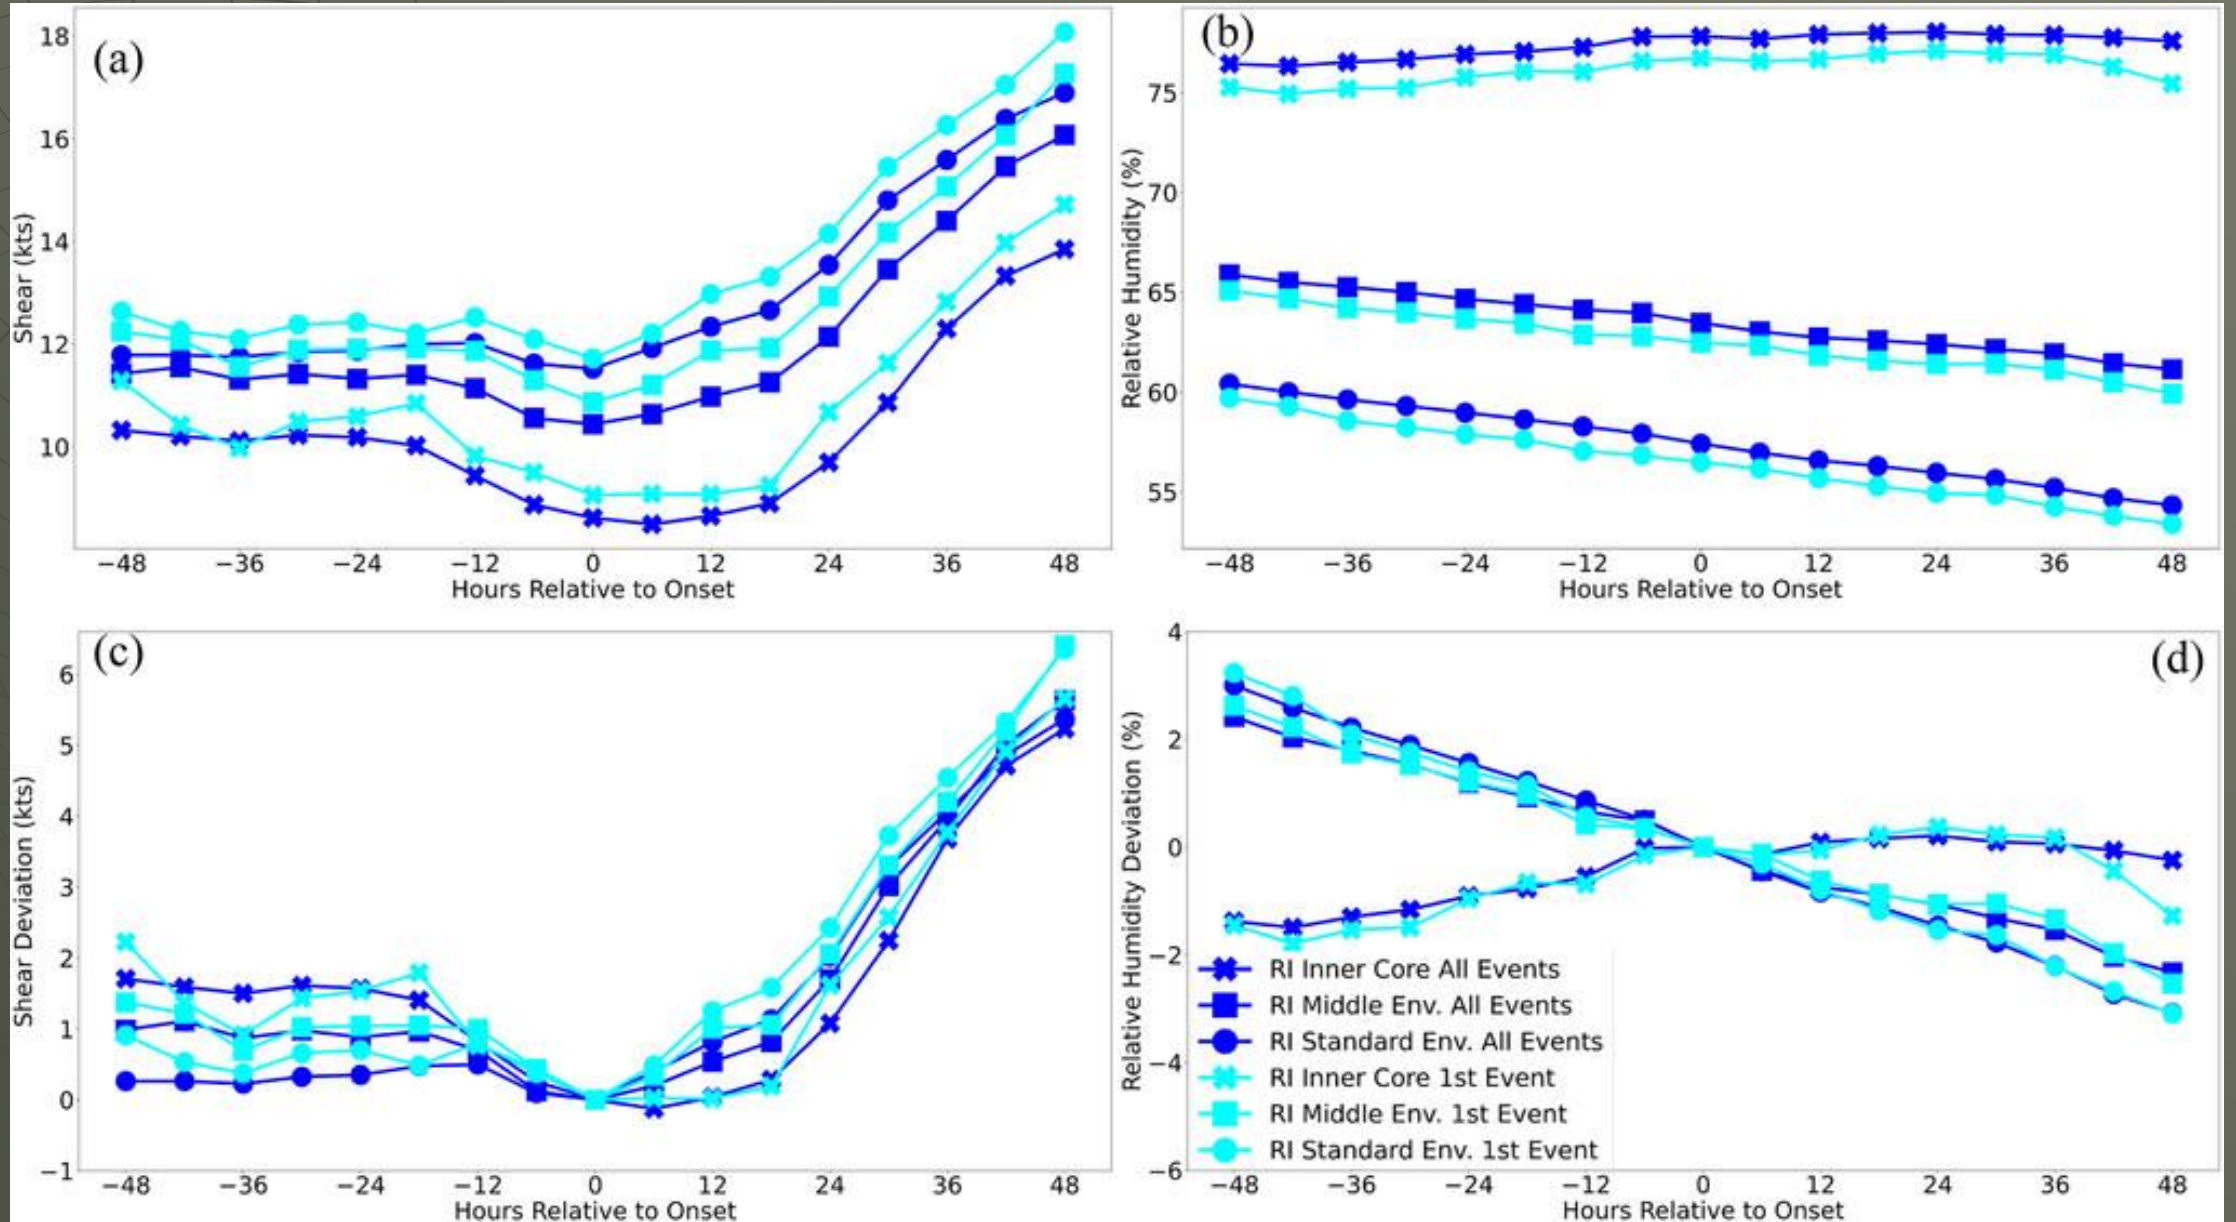 (a)
18
16
14
12
10
Shear (kts)
−48 −36 −24 −12 0 12 24 36 48
Hours Relative to Onset
(b)
75
70
65
60
55
Relative Humidity (%)
−48 −36 −24 −12 0 12 24 36 48
Hours Relative to Onset
(c)
6
5
4
3
2
1
0
−1
Shear Deviation (kts)
−48 −36 −24 −12 0 12 24 36 48
Hours Relative to Onset
(d)
4
2
0
−2
−4
−6
Relative Humidity Deviation (%)
RI Inner Core All Events
RI Middle Env. All Events
RI Standard Env. All Events
RI Inner Core 1st Event
RI Middle Env. 1st Event
RI Standard Env. 1st Event
−48 −36 −24 −12 0 12 24 36 48
Hours Relative to Onset